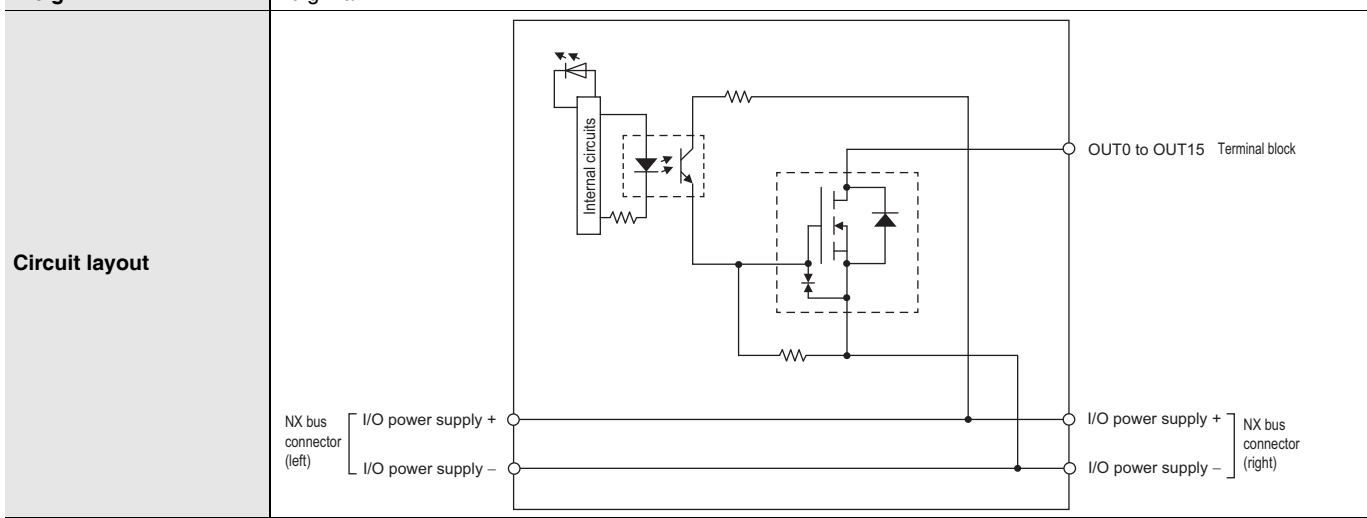 Internal circuits
OUT0 to OUT15 Terminal block
Circuit layout
NX bus
connector
(left)
I/O power supply +
I/O power supply –
I/O power supply +
I/O power supply –
NX bus
connector
(right)